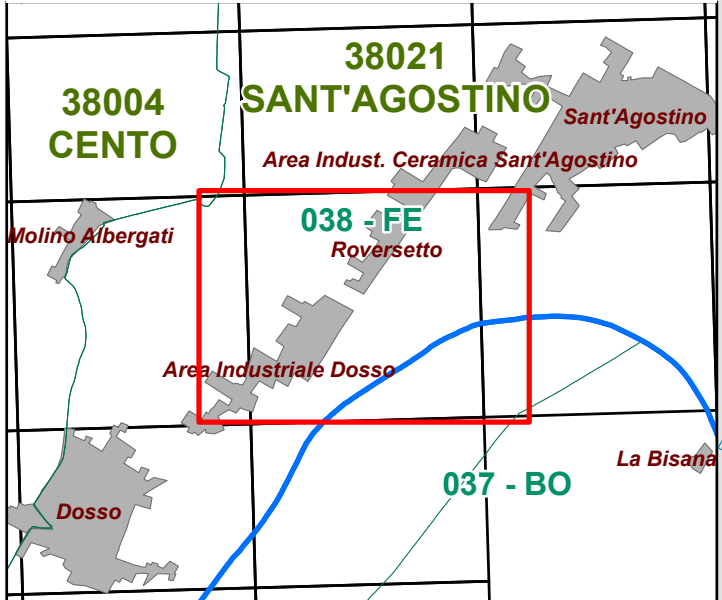 38021
SANT'AGOSTINO
38004
CENTO
Sant'Agostino
Area Indust. Ceramica Sant'Agostino
038 - FE
Molino Albergati
Roversetto
Area Industriale Dosso
La Bisana
037 - BO
Dosso